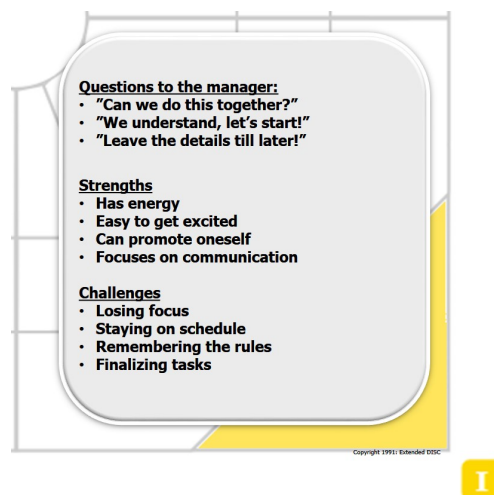 Questions to the manager:
• ”Can we do this together?”
• ”We understand, let’s start!”
• ”Leave the details till later!”
Strengths
• Has energy
• Easy to get excited
• Can promote oneself
• Focuses on communication
Challenges
• Losing focus
• Staying on schedule
• Remembering the rules
• Finalizing tasks
Copyright 1991: Extended DISC
I